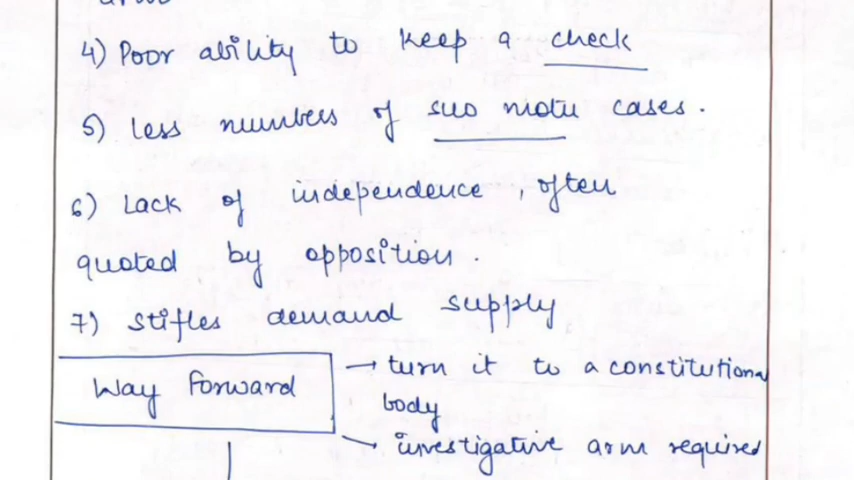 4) Poor ability to keep a check
5) Less numbers of suo motu cases.
6) Lack of independence, often
quoted by opposition.
7) Stifles demand supply
Way forward → turn it to a constitutiona
body
→ investigative arm required